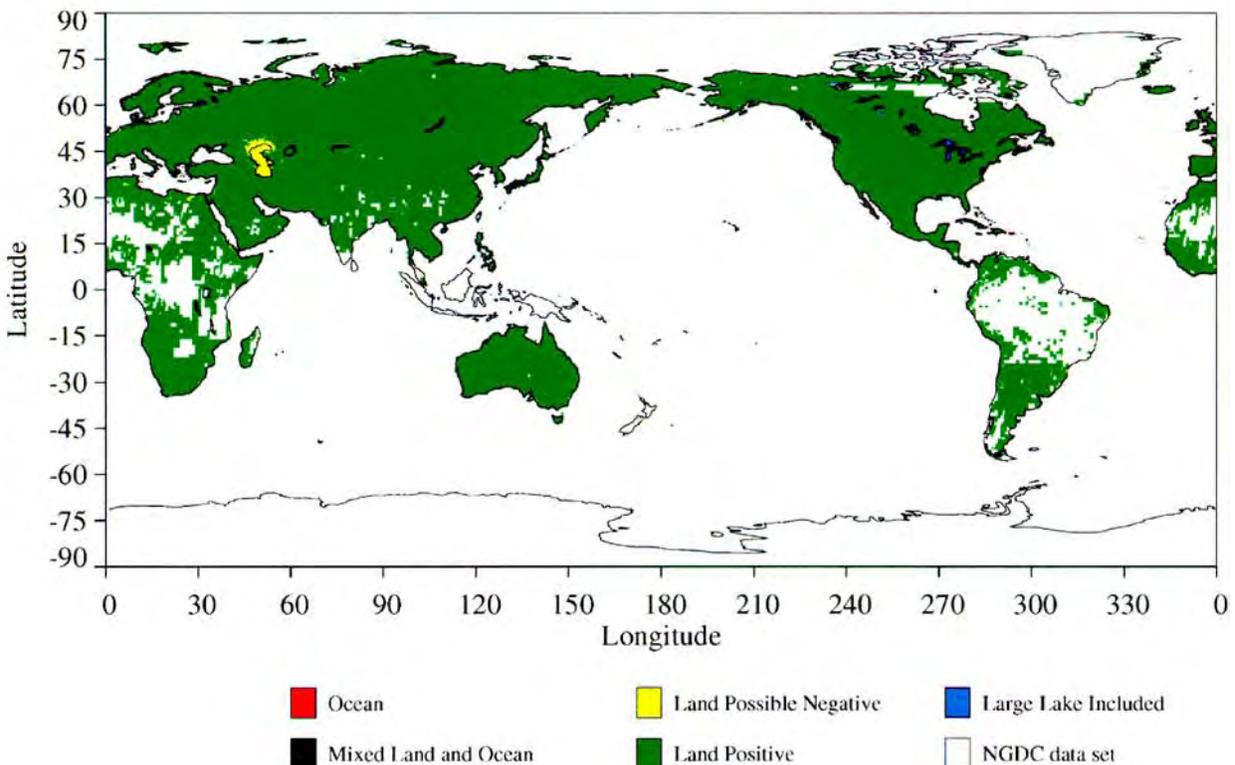 90
75
60
45
30
15
0
-15
-30
-45
-60
-75
-90
Latitude
0 30 60 90 120 150 180 210 240 270 300 330 0
Longitude
Ocean Land Possible Negative Large Lake Included
Mixed Land and Ocean Land Positive NGDC data set